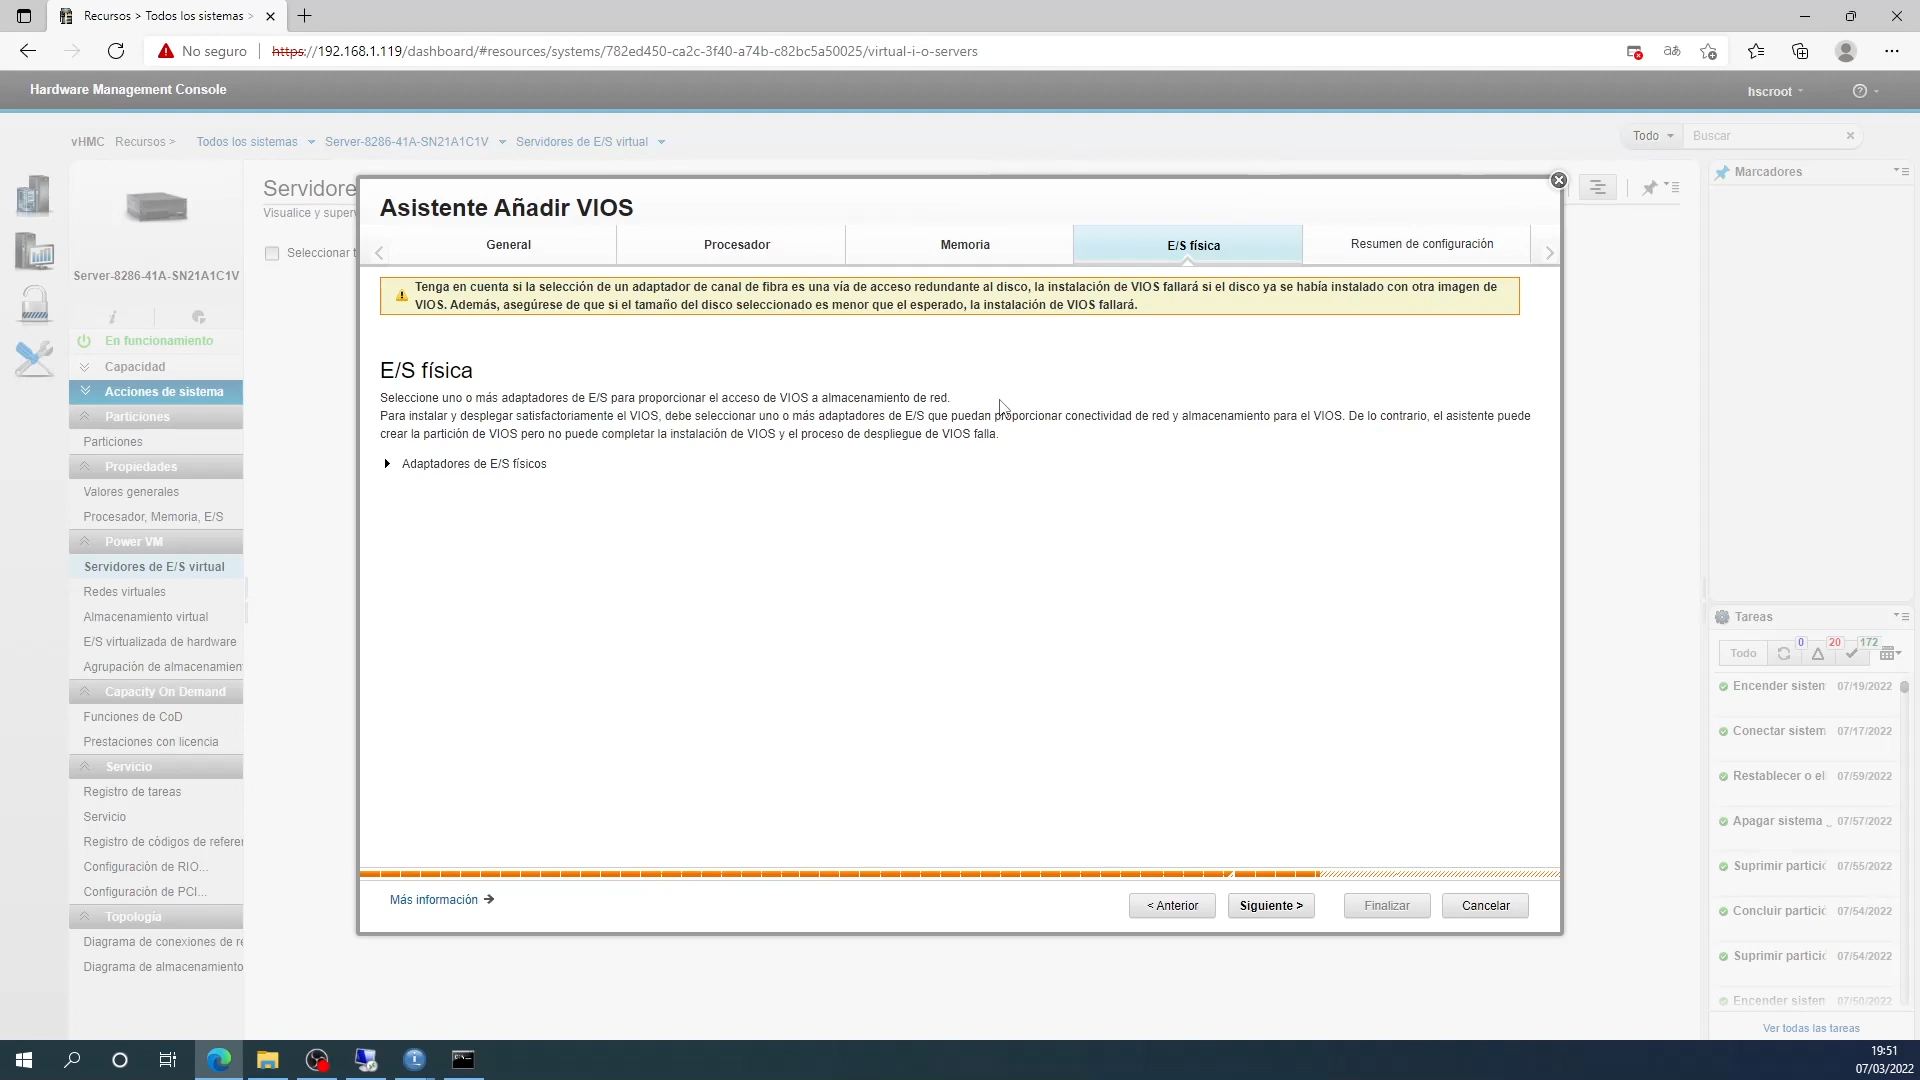 Recursos > Todos los sistemas >
No seguro
https://192.168.1.119/dashboard/#resources/systems/782ed450-ca2c-3f40-a74b-c82bc5a50025/virtual-i-o-servers
aあ
Hardware Management Console
hscroot
vHMC Recursos > Todos los sistemas Server-8286-41A-SN21A1C1V Servidores de E/S virtual
Todo Buscar
Server-8286-41A-SN21A1C1V
En funcionamiento
Capacidad
Acciones de sistema
Particiones
Particiones
Propiedades
Valores generales
Procesador, Memoria, E/S
Power VM
Servidores de E/S virtual
Redes virtuales
Almacenamiento virtual
E/S virtualizada de hardware
Agrupación de almacenamien
Capacity On Demand
Funciones de CoD
Prestaciones con licencia
Servicio
Registro de tareas
Servicio
Registro de códigos de referen
Configuración de RIO...
Configuración de PCI...
Topología
Diagrama de conexiones de re
Diagrama de almacenamiento
Servidore
Visualice y superv
Seleccionar t
Asistente Añadir VIOS
General
Procesador
Memoria
E/S física
Resumen de configuración
Tenga en cuenta si la selección de un adaptador de canal de fibra es una vía de acceso redundante al disco, la instalación de VIOS fallará si el disco ya se había instalado con otra imagen de
VIOS. Además, asegúrese de que si el tamaño del disco seleccionado es menor que el esperado, la instalación de VIOS fallará.
E/S física
Seleccione uno o más adaptadores de E/S para proporcionar el acceso de VIOS a almacenamiento de red.
Para instalar y desplegar satisfactoriamente el VIOS, debe seleccionar uno o más adaptadores de E/S que puedan proporcionar conectividad de red y almacenamiento para el VIOS. De lo contrario, el asistente puede
crear la partición de VIOS pero no puede completar la instalación de VIOS y el proceso de despliegue de VIOS falla.
Adaptadores de E/S físicos
Más información
< Anterior
Siguiente >
Finalizar
Cancelar
Marcadores
Tareas
Todo 0 20 172
Encender sistem 07/19/2022
Conectar sistem 07/17/2022
Restablecer o el 07/59/2022
Apagar sistema _ 07/57/2022
Suprimir partició 07/55/2022
Concluir partició 07/54/2022
Suprimir partició 07/54/2022
Encender sistem 07/50/2022
Ver todas las tareas
19:51
07/03/2022